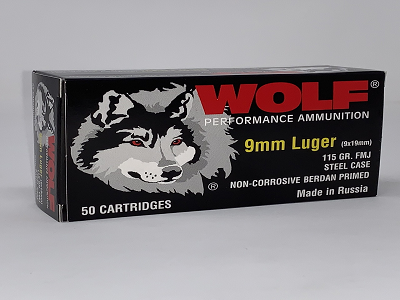 WOLF®
PERFORMANCE AMMUNITION
9mm Luger (9x19mm)
115 GR. FMJ
STEEL CASE
NON-CORROSIVE BERDAN PRIMED
Made in Russia
®
50 CARTRIDGES